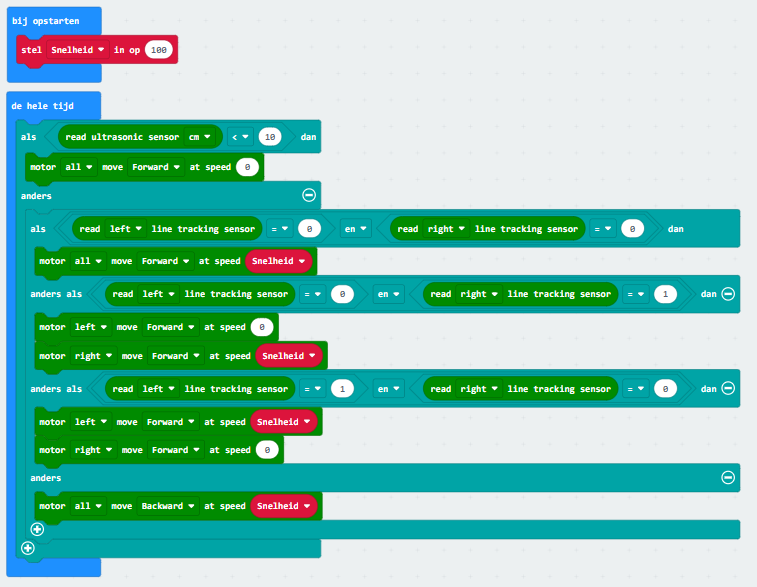 bij opstarten
stel Snelheid in op 100
de hele tijd
als read ultrasonic sensor cm < 10 dan
motor all move Forward at speed 0
anders
als read left line tracking sensor = 0 en read right line tracking sensor = 0 dan
motor all move Forward at speed Snelheid
anders als read left line tracking sensor = 0 en read right line tracking sensor = 1 dan
motor left move Forward at speed 0
motor right move Forward at speed Snelheid
anders als read left line tracking sensor = 1 en read right line tracking sensor = 0 dan
motor left move Forward at speed Snelheid
motor right move Forward at speed 0
anders
motor all move Backward at speed Snelheid